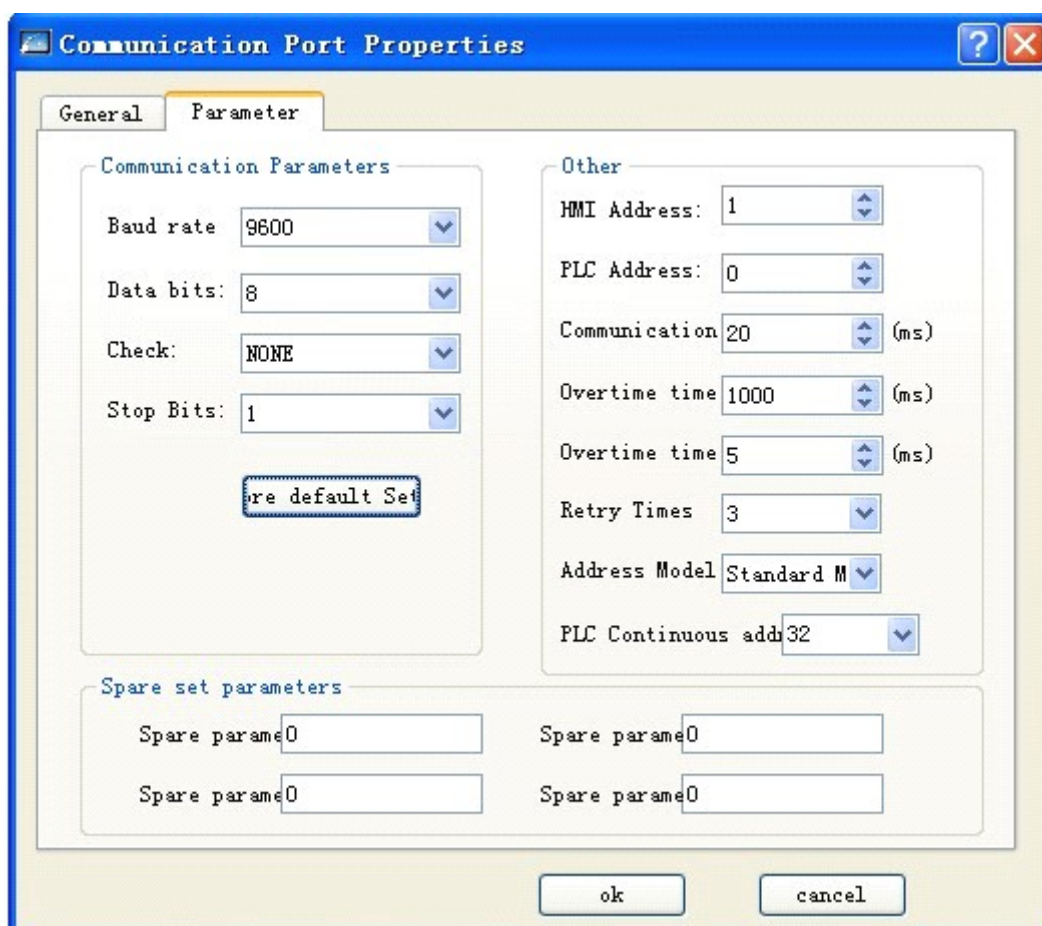 Communication Port Properties
General
Parameter
Communication Parameters
Baud rate 9600
Data bits: 8
Check: NONE
Stop Bits: 1
re default Set
Other
HMI Address: 1
PLC Address: 0
Communication 20 (ms)
Overtime time 1000 (ms)
Overtime time 5 (ms)
Retry Times 3
Address Model Standard M
PLC Continuous add 32
Spare set parameters
Spare parame 0 Spare parame 0
Spare parame 0 Spare parame 0
ok cancel